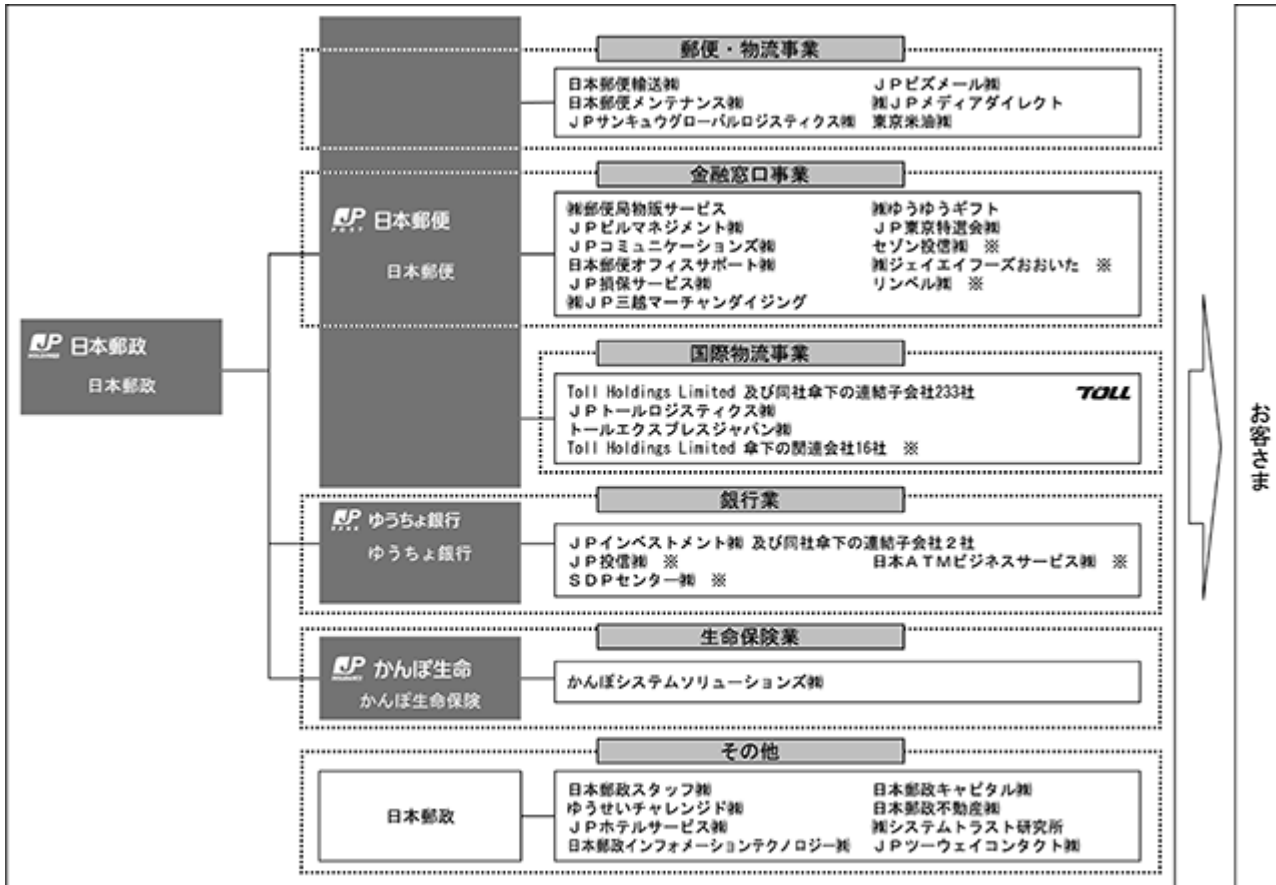 郵便・物流事業
日本郵便輸送㈱ ＪＰビズメール㈱
日本郵便メンテナンス㈱ ㈱ＪＰメディアダイレクト
ＪＰサンキュウグローバルロジスティクス㈱ 東京米油㈱
金融窓口事業
JP POST 日本郵便
日本郵便
㈱郵便局物販サービス ㈱ゆうゆうギフト
ＪＰビルマネジメント㈱ ＪＰ東京特選会㈱
ＪＰコミュニケーションズ㈱ セゾン投信㈱ ※
日本郵便オフィスサポート㈱ ㈱ジェイエイフーズおおいた ※
ＪＰ損保サービス㈱ リンベル㈱ ※
㈱ＪＰ三越マーチャンダイジング
JP HOLDINGS 日本郵政
日本郵政
国際物流事業
Toll Holdings Limited 及び同社傘下の連結子会社233社 TOLL
ＪＰトールロジスティクス㈱
トールエクスプレスジャパン㈱
Toll Holdings Limited 傘下の関連会社16社 ※
お客さま
銀行業
JP BANK ゆうちょ銀行
ゆうちょ銀行
ＪＰインベストメント㈱ 及び同社傘下の連結子会社２社
ＪＰ投信㈱ ※ 日本ＡＴＭビジネスサービス㈱ ※
ＳＤＰセンター㈱ ※
生命保険業
JP INSURANCE かんぽ生命
かんぽ生命保険
かんぽシステムソリューションズ㈱
その他
日本郵政
日本郵政スタッフ㈱ 日本郵政キャピタル㈱
ゆうせいチャレンジド㈱ 日本郵政不動産㈱
ＪＰホテルサービス㈱ ㈱システムトラスト研究所
日本郵政インフォメーションテクノロジー㈱ ＪＰツーウェイコンタクト㈱